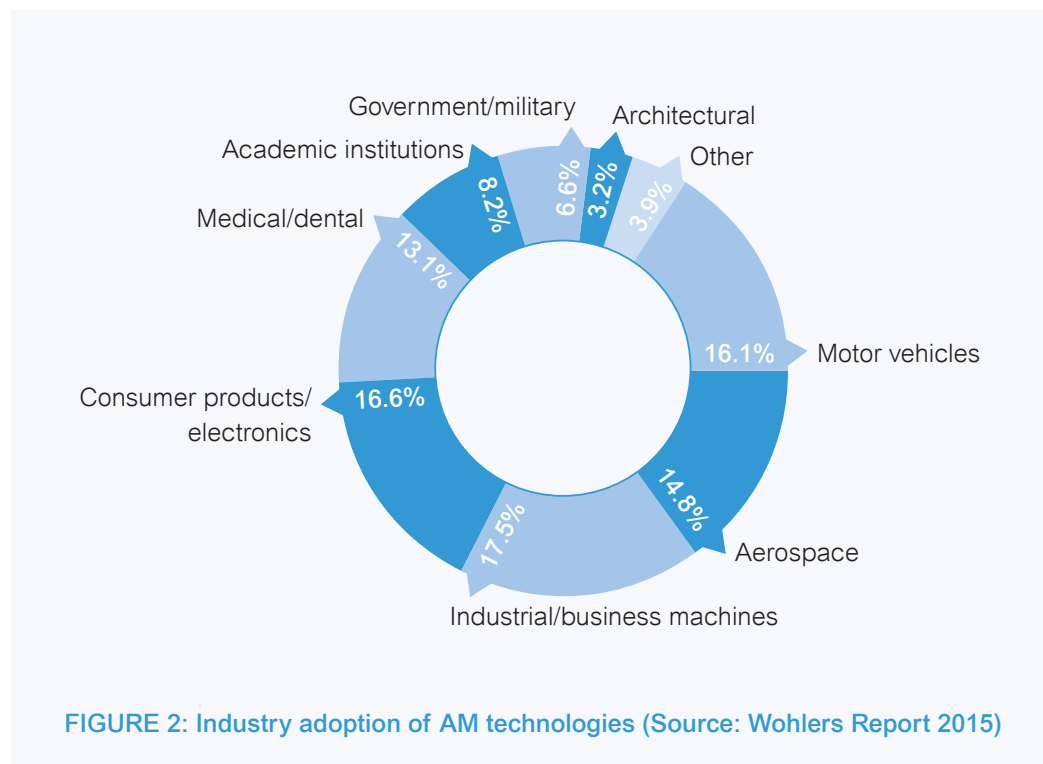 Government/military
Architectural
Academic institutions
Other
Medical/dental
6.6%
3.2%
8.2%
3.9%
13.1%
16.1%
Motor vehicles
Consumer products/
electronics
16.6%
14.8%
17.5%
Aerospace
Industrial/business machines
FIGURE 2: Industry adoption of AM technologies (Source: Wohlers Report 2015)